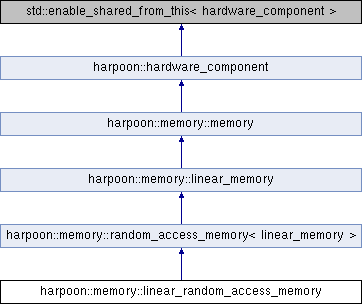 std::enable_shared_from_this< hardware_component >
harpoon::hardware_component
harpoon::memory::memory
harpoon::memory::linear_memory
harpoon::memory::random_access_memory< linear_memory >
harpoon::memory::linear_random_access_memory